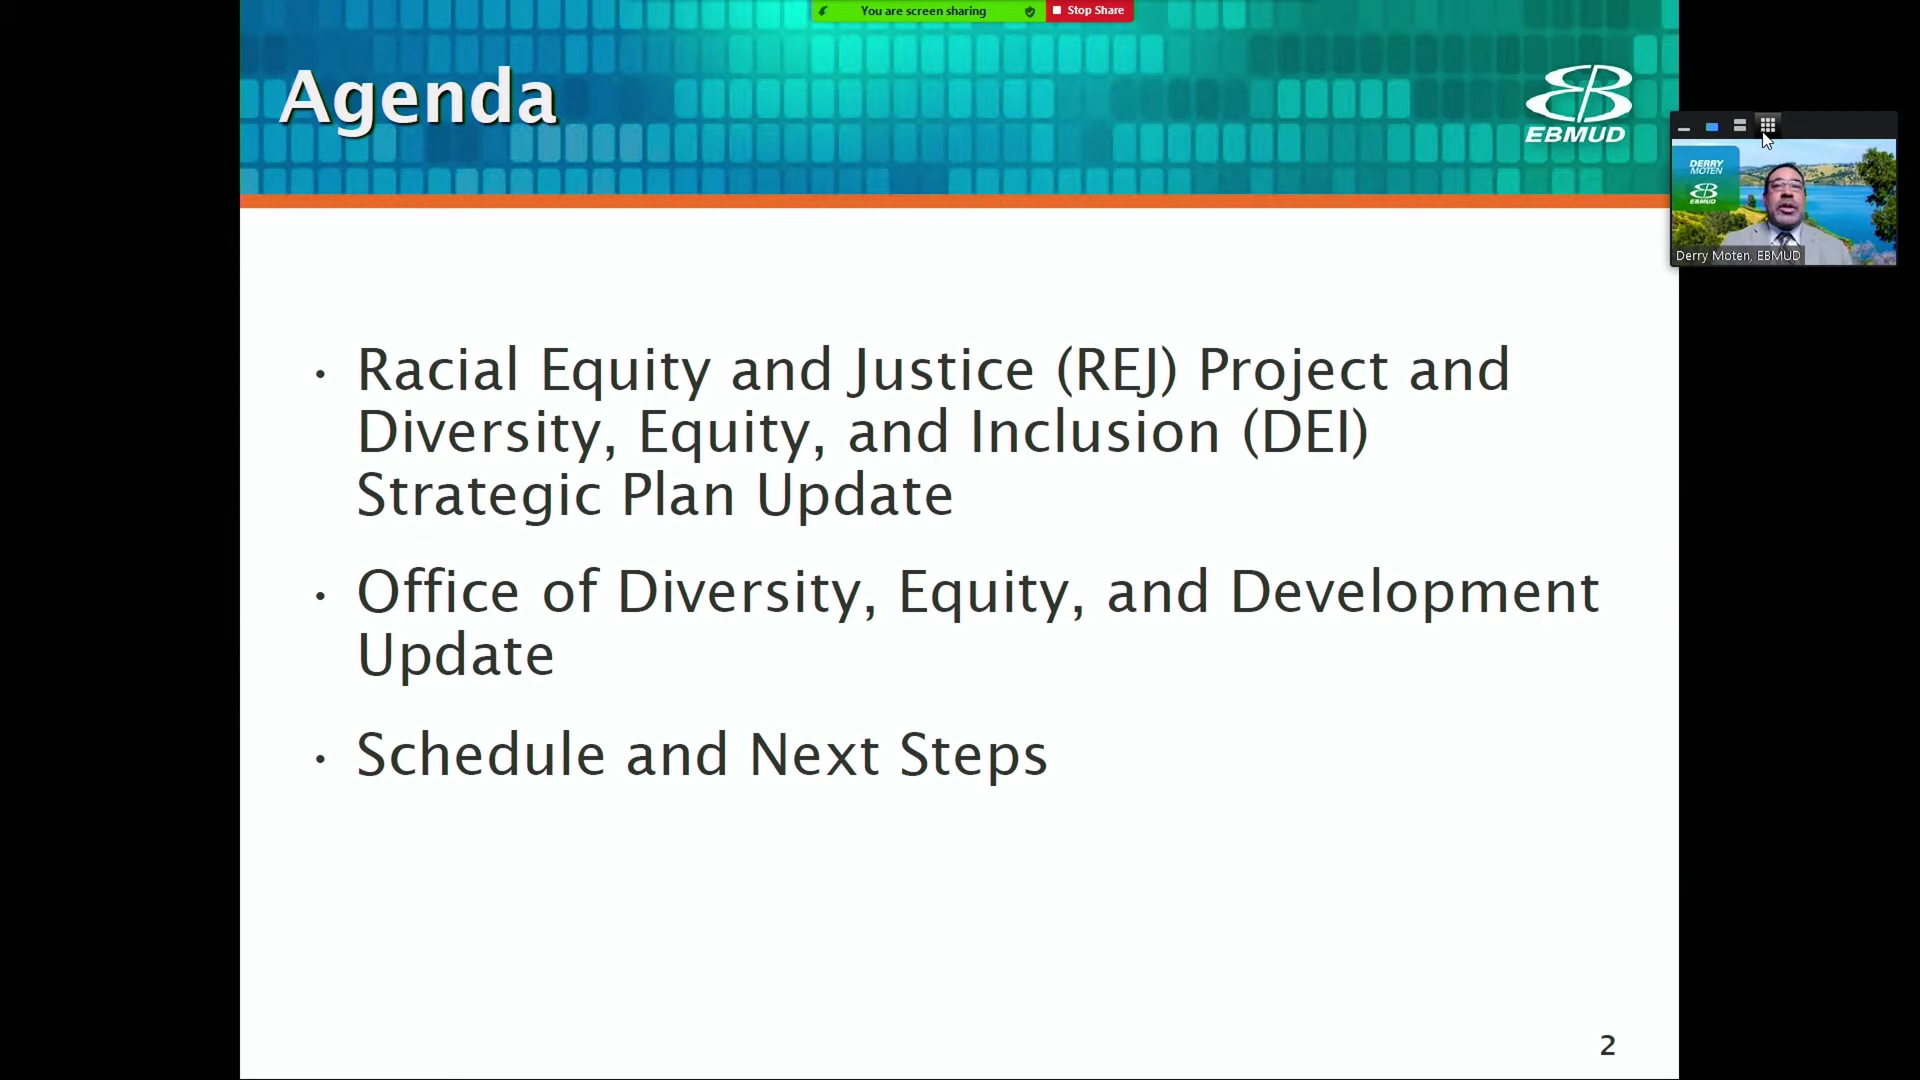 You are screen sharing
Stop Share
Agenda
EBMUD
DERRY
MOTEN
EBMUD
Derry Moten, EBMUD
• Racial Equity and Justice (REJ) Project and
Diversity, Equity, and Inclusion (DEI)
Strategic Plan Update
• Office of Diversity, Equity, and Development
Update
• Schedule and Next Steps
2